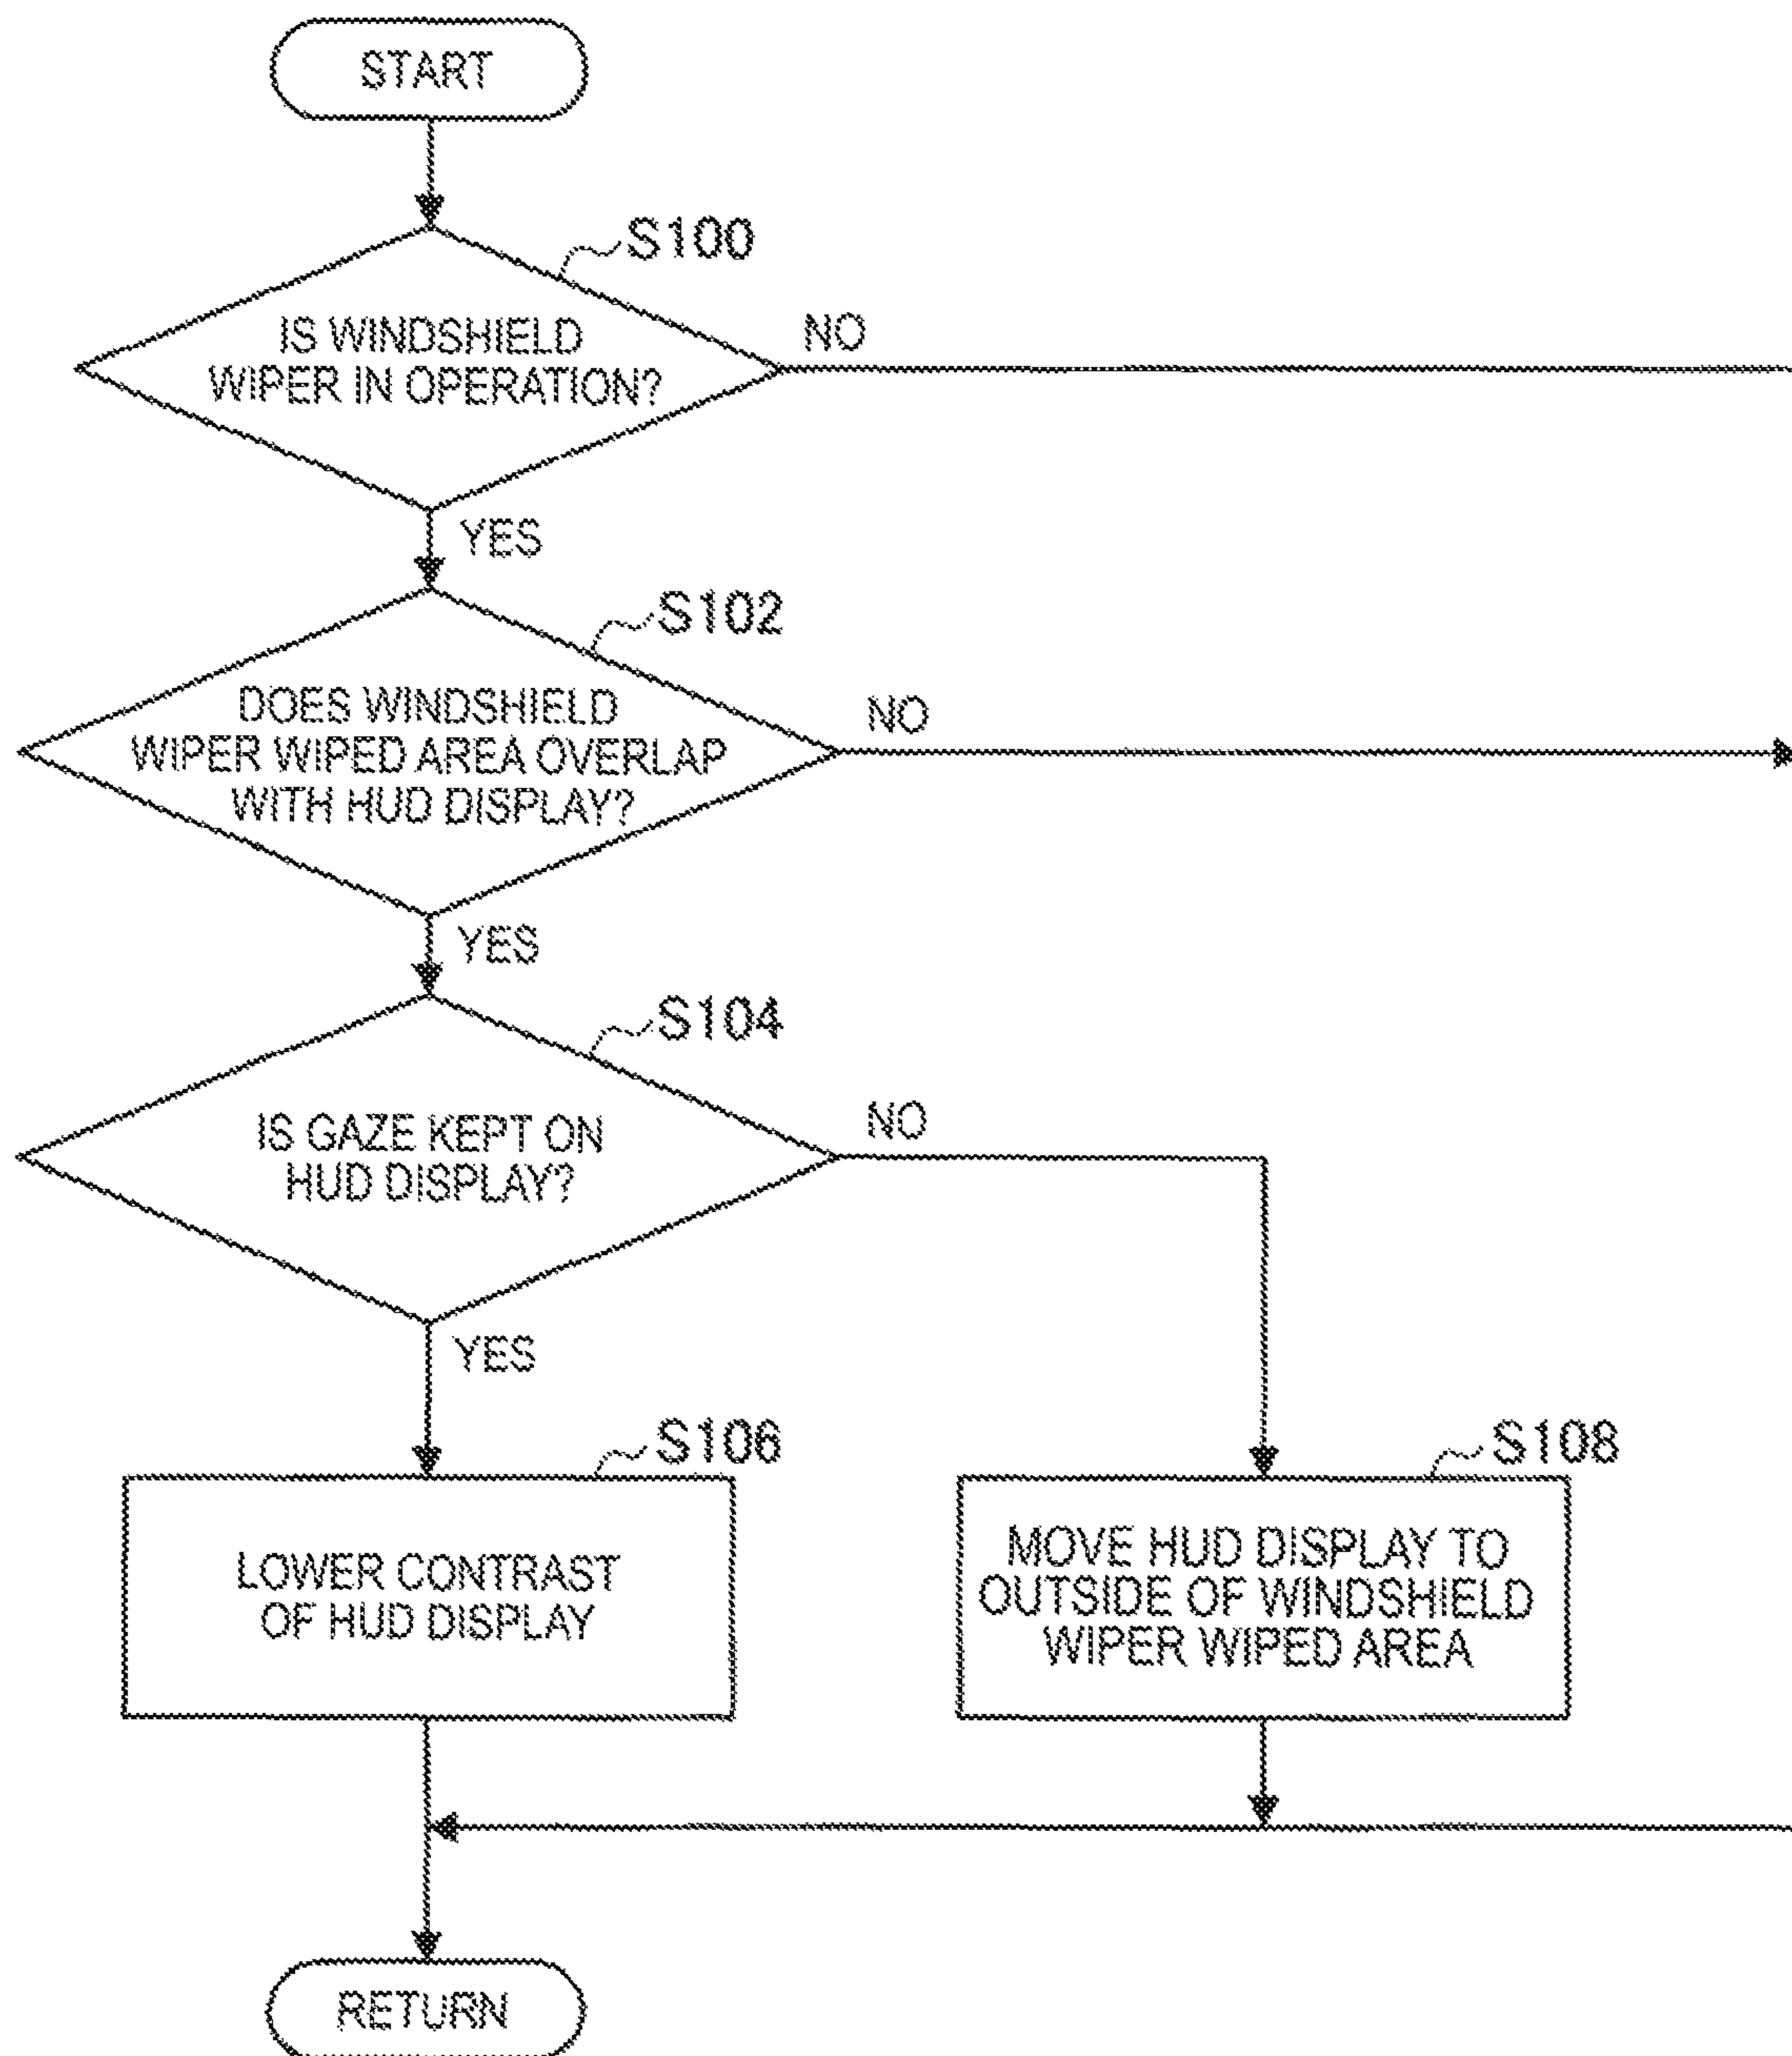 START
S100
IS WINDSHIELD
WIPER IN OPERATION?
NO
YES
S102
DOES WINDSHIELD
WIPER WIPED AREA OVERLAP
WITH HUD DISPLAY?
NO
YES
S104
IS GAZE KEPT ON
HUD DISPLAY?
NO
YES
S106
LOWER CONTRAST
OF HUD DISPLAY
S108
MOVE HUD DISPLAY TO
OUTSIDE OF WINDSHIELD
WIPER WIPED AREA
RETURN